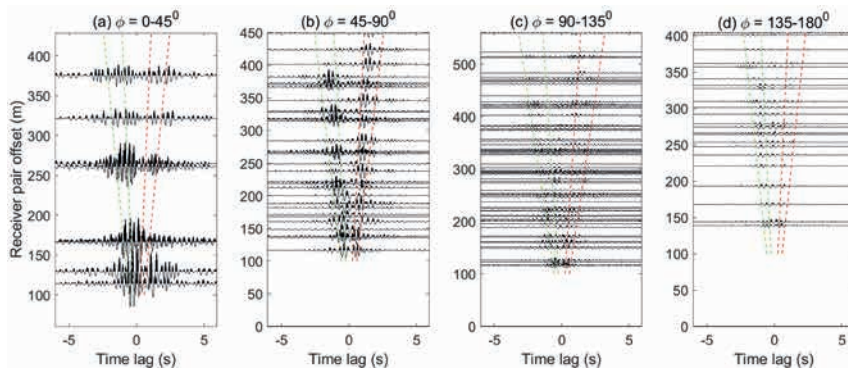 (a) ϕ = 0-45⁰
(b) ϕ = 45-90⁰
(c) ϕ = 90-135⁰
(d) ϕ = 135-180⁰
Receiver pair offset (m)
400
350
300
250
200
150
100
450
400
350
300
250
200
150
100
50
0
500
400
300
200
100
0
400
350
300
250
200
150
100
50
0
-5 0 5
-5 0 5
-5 0 5
-5 0 5
Time lag (s)
Time lag (s)
Time lag (s)
Time lag (s)